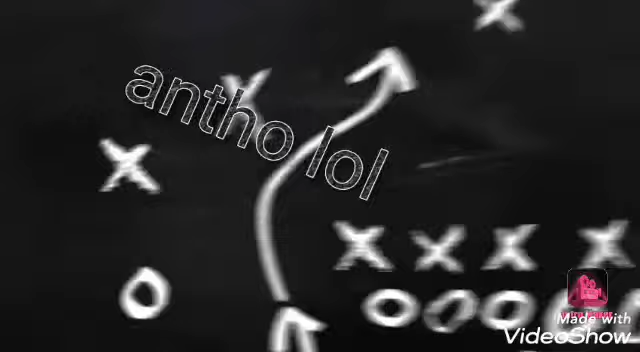 antho lol
X
X
X
X X X X
O
O O O
Made with
VideoShow